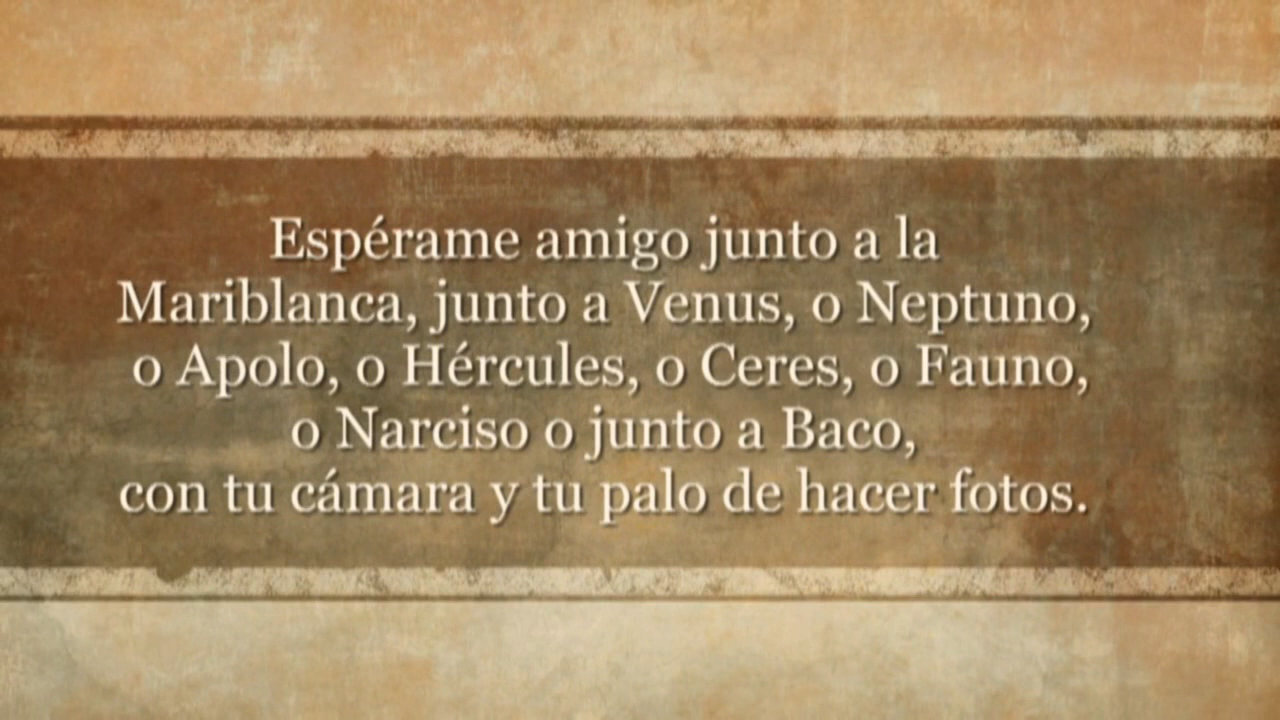 Espérame amigo junto a la
Mariblanca, junto a Venus, o Neptuno,
o Apolo, o Hércules, o Ceres, o Fauno,
o Narciso o junto a Baco,
con tu cámara y tu palo de hacer fotos.